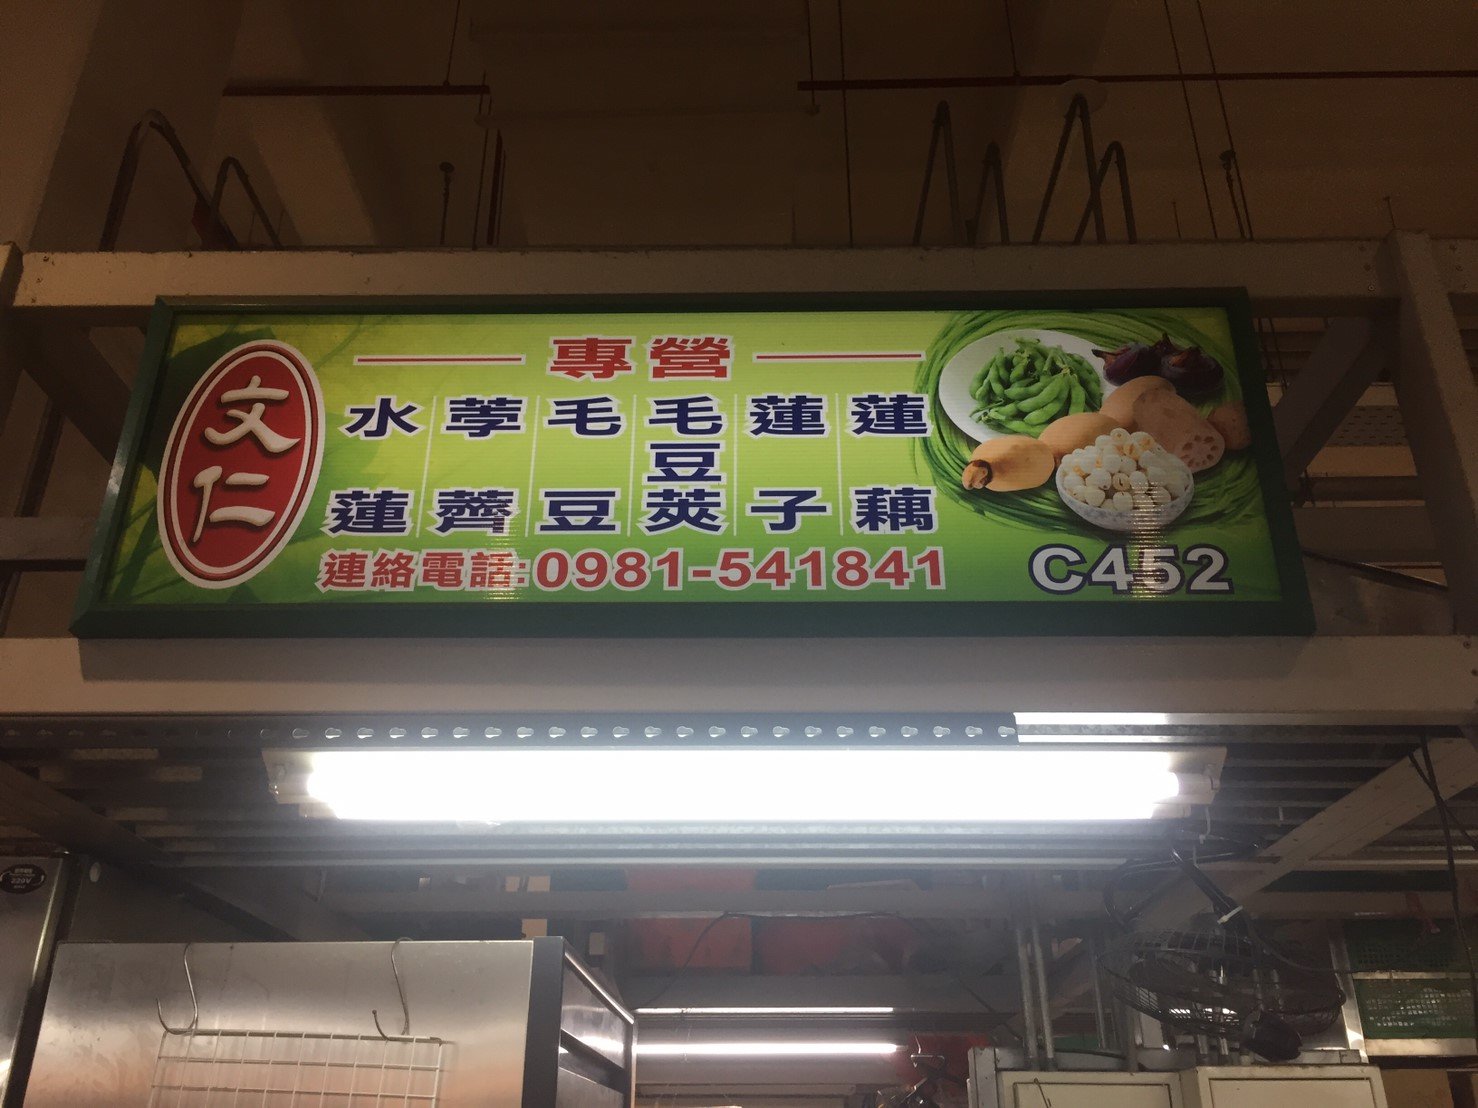 文仁
專營
蓮藕
蓮子
毛豆莢
毛豆
荸薺
水蓮
連絡電話:0981-541841
C452
220V